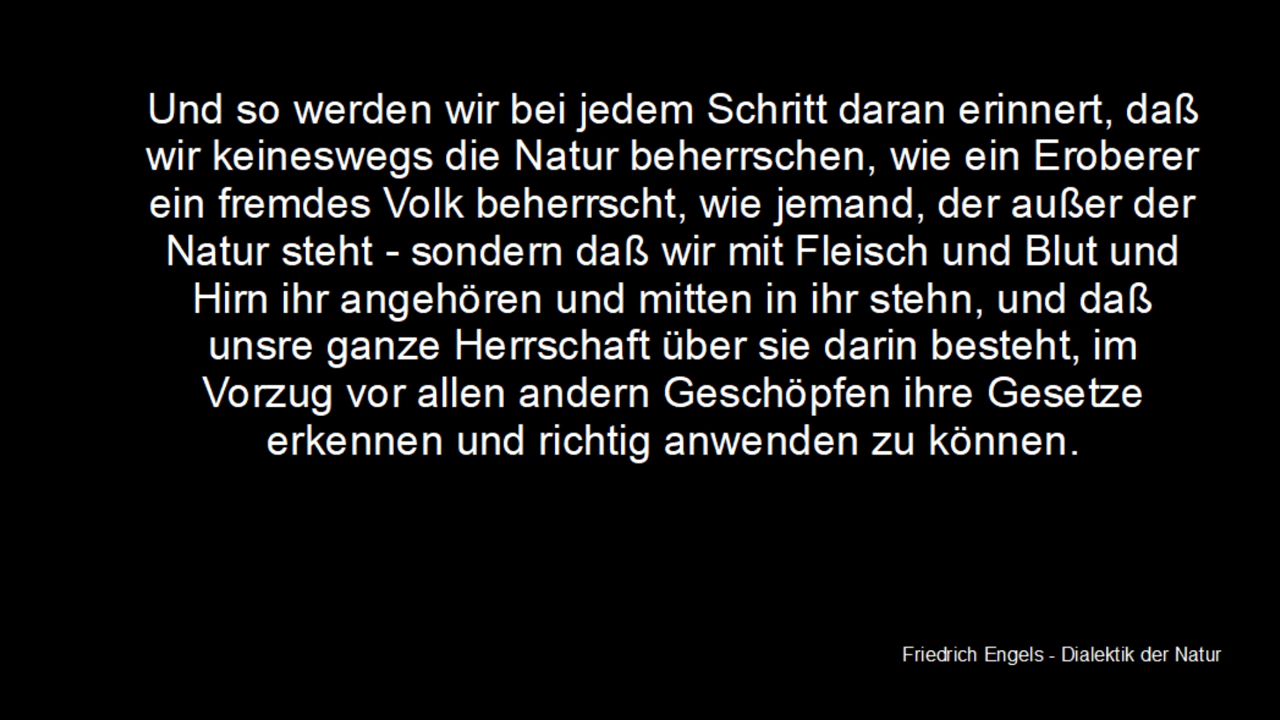 Und so werden wir bei jedem Schritt daran erinnert, daß
wir keineswegs die Natur beherrschen, wie ein Eroberer
ein fremdes Volk beherrscht, wie jemand, der außer der
Natur steht - sondern daß wir mit Fleisch und Blut und
Hirn ihr angehören und mitten in ihr stehn, und daß
unsre ganze Herrschaft über sie darin besteht, im
Vorzug vor allen andern Geschöpfen ihre Gesetze
erkennen und richtig anwenden zu können.
Friedrich Engels - Dialektik der Natur